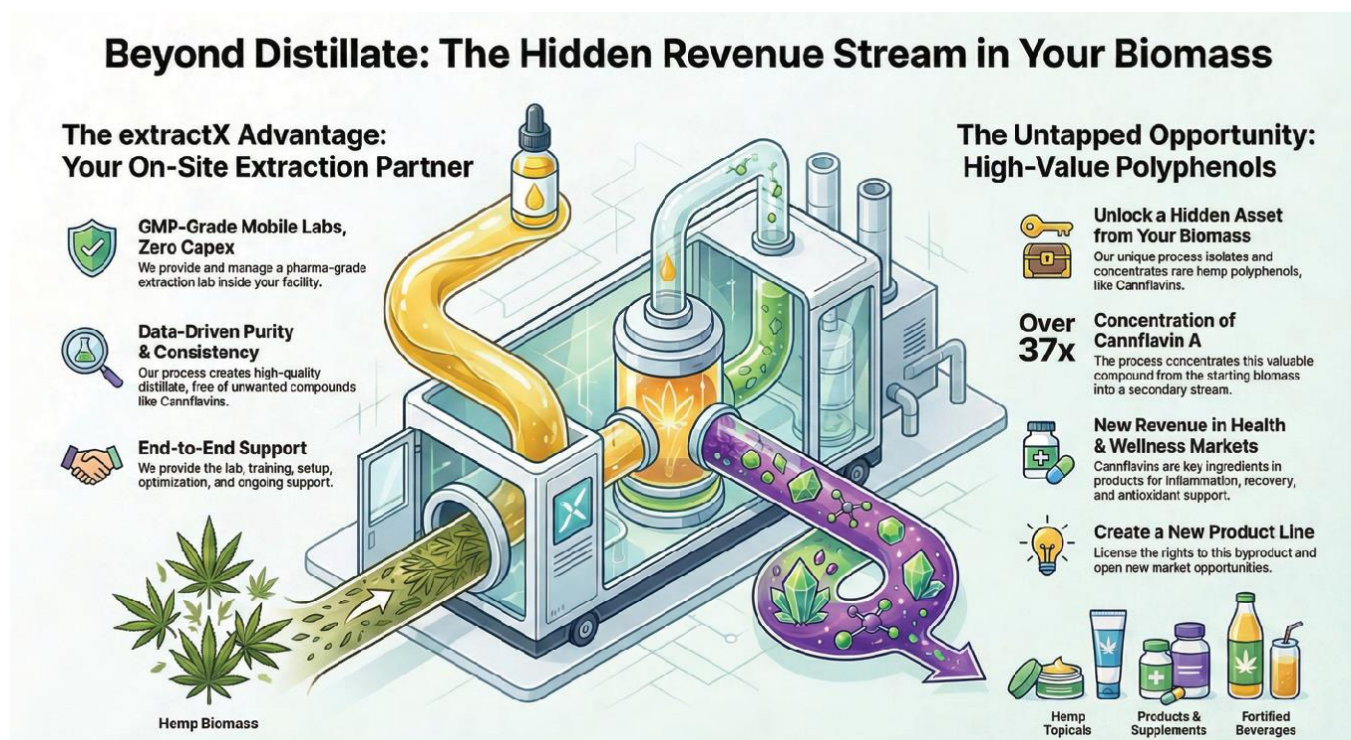 Beyond Distillate: The Hidden Revenue Stream in Your Biomass
The extractX Advantage:
Your On-Site Extraction Partner
GMP-Grade Mobile Labs,
Zero Capex
We provide and manage a pharma-grade
extraction lab inside your facility.
Data-Driven Purity
& Consistency
Our process creates high-quality
distillate, free of unwanted compounds
like Cannflavins.
End-to-End Support
We provide the lab, training, setup,
optimization, and ongoing support.
Hemp Biomass
X
The Untapped Opportunity:
High-Value Polyphenols
Unlock a Hidden Asset
from Your Biomass
Our unique process isolates and
concentrates rare hemp polyphenols,
like Cannflavins.
Over
37x
Concentration of
Cannflavin A
The process concentrates this valuable
compound from the starting biomass
into a secondary stream.
New Revenue in Health
& Wellness Markets
Cannflavins are key ingredients in
products for Inflammation, recovery,
and antioxidant support.
Create a New Product Line
License the rights to this byproduct and
open new market opportunities.
Hemp
Topicals
Products &
Supplements
Fortified
Beverages